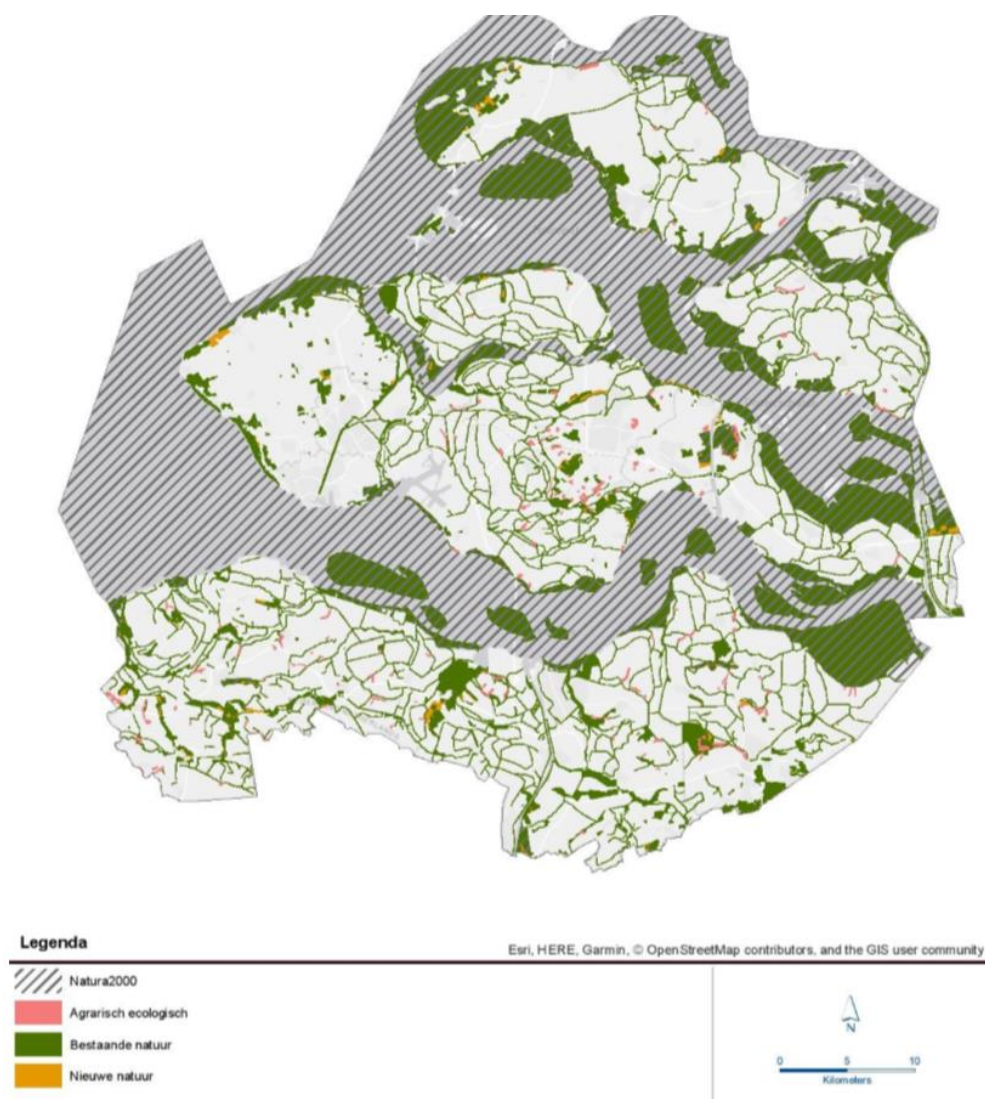 Legenda
Esri, HERE, Garmin, © OpenStreetMap contributors, and the GIS user community
Natura2000
Agrarisch ecologisch
Bestaande natuur
Nieuwe natuur
N
0 5 10
Kilometers